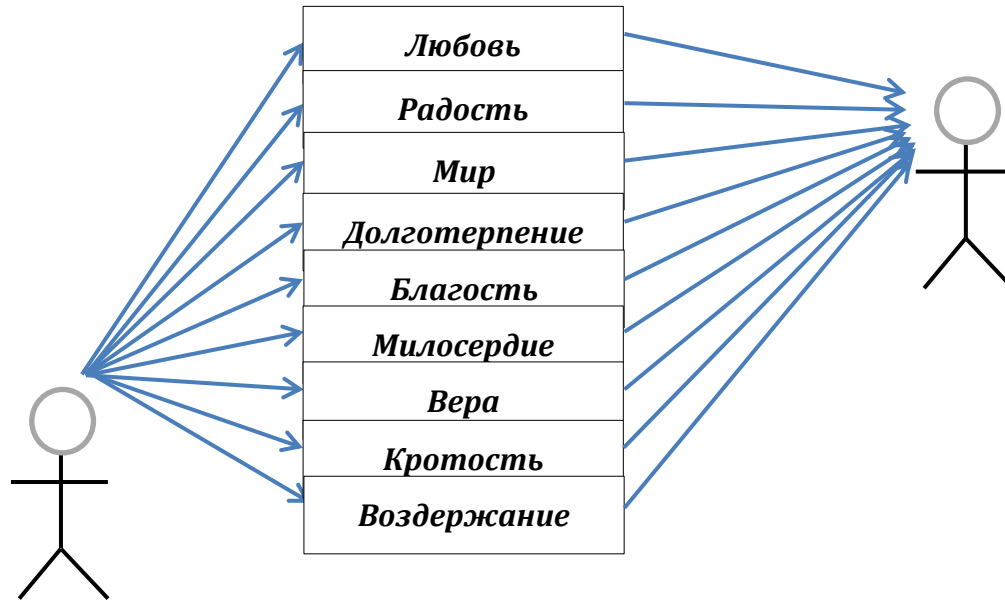 Любовь
Радость
Мир
Долготерпение
Благость
Милосердие
Вера
Кротость
Воздержание